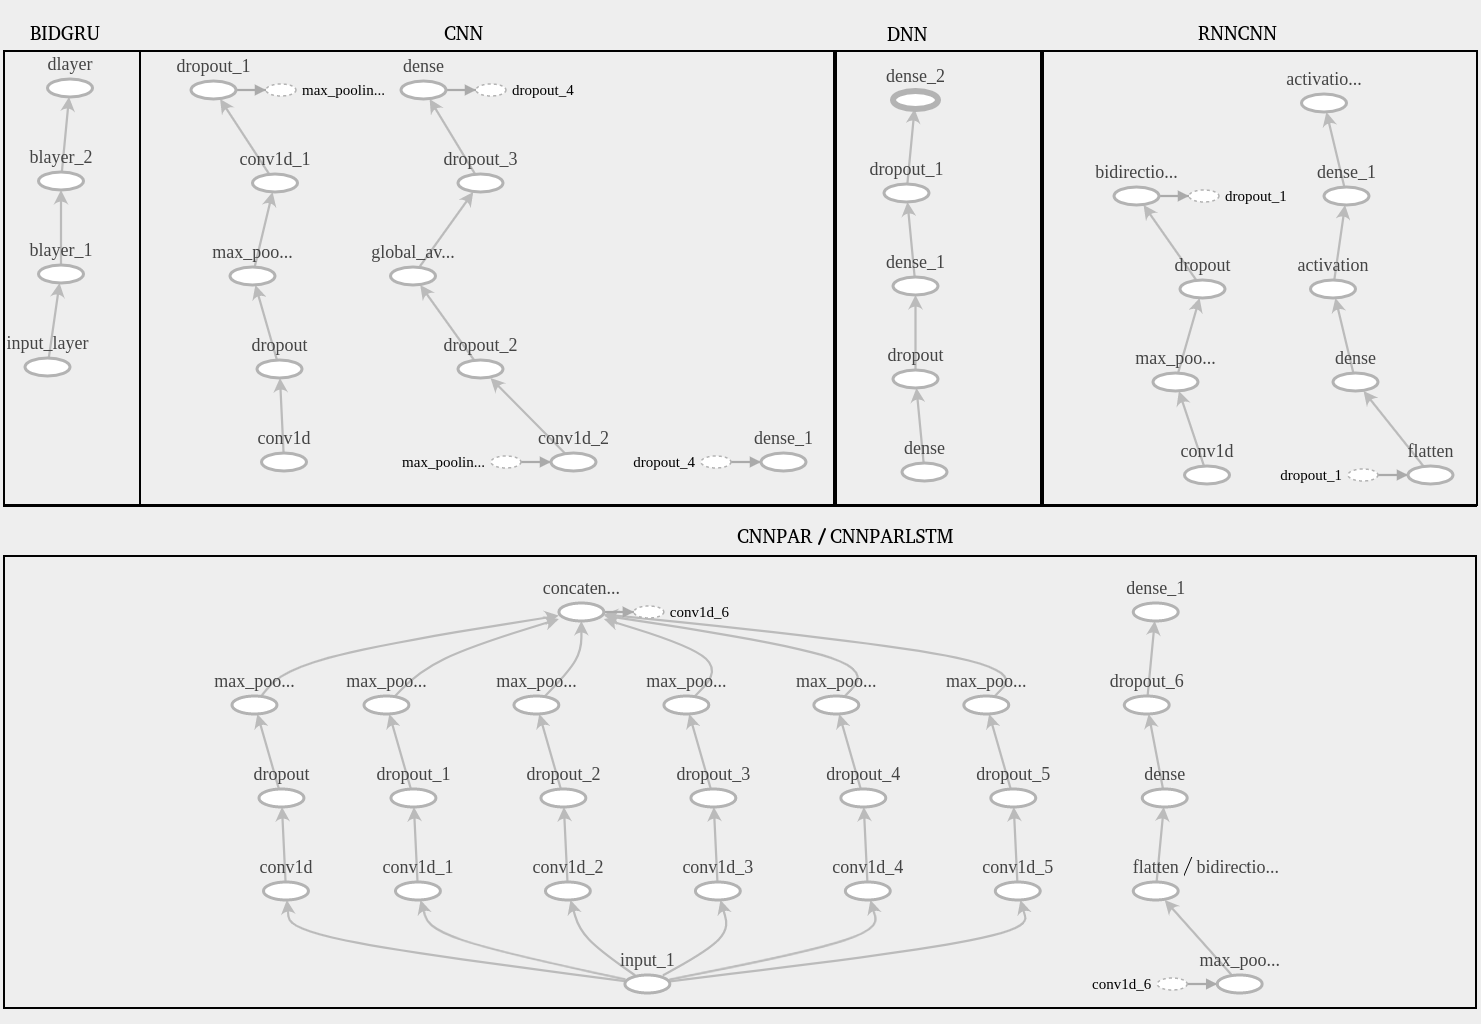 BIDGRU
dlayer
blayer_2
blayer_1
input_layer
CNN
dropout_1
max_poolin...
conv1d_1
max_poo...
dropout
conv1d
dense
dropout_4
dropout_3
global_av...
dropout_2
conv1d_2
max_poolin...
dense_1
dropout_4
DNN
dense_2
dropout_1
dense_1
dropout
dense
RNNCNN
bidirectio...
dropout_1
dropout
max_poo...
conv1d
activatio...
dense_1
activation
dense
flatten
dropout_1
CNNPAR / CNNPARLSTM
concaten...
conv1d_6
max_poo... max_poo... max_poo... max_poo... max_poo... max_poo...
dropout dropout_1 dropout_2 dropout_3 dropout_4 dropout_5
conv1d conv1d_1 conv1d_2 conv1d_3 conv1d_4 conv1d_5
input_1
dense_1
dropout_6
dense
flatten / bidirectio...
max_poo...
conv1d_6